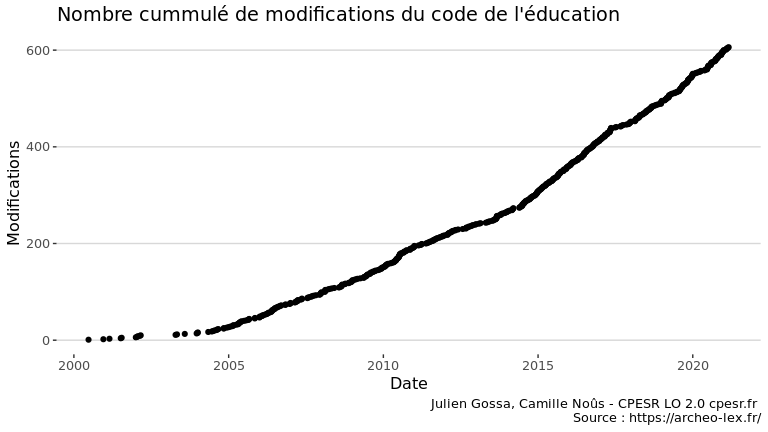 Nombre cummulé de modifications du code de l'éducation
600
400
200
0
Modifications
2000 2005 2010 2015 2020
Date
Julien Gossa, Camille Noûs - CPESR LO 2.0 cpesr.fr
Source : https://archeo-lex.fr/